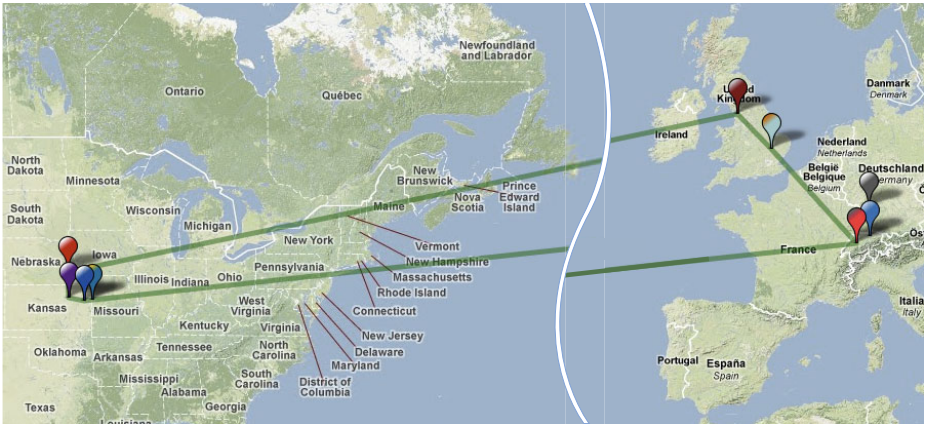 Newfoundland
and Labrador
Ontario
Québec
North
Dakota
Minnesota
New
Brunswick
Prince
Edward
Island
Nova
Scotia
Maine
South
Dakota
Wisconsin
Michigan
New York
Vermont
New Hampshire
Massachusetts
Rhode Island
Connecticut
Nebraska
Iowa
Illinois
Indiana
Ohio
Pennsylvania
Kansas
Missouri
West
Virginia
Virginia
New Jersey
Delaware
Maryland
District of
Columbia
Kentucky
Oklahoma
Arkansas
Tennessee
North
Carolina
South
Carolina
Mississippi
Alabama
Georgia
Texas
Louisiana
Ireland
Danmark
Denmark
Nederland
Netherlands
België
Belgique
Belgium
Deutschland
France
Italia
Italy
Portugal
España
Spain